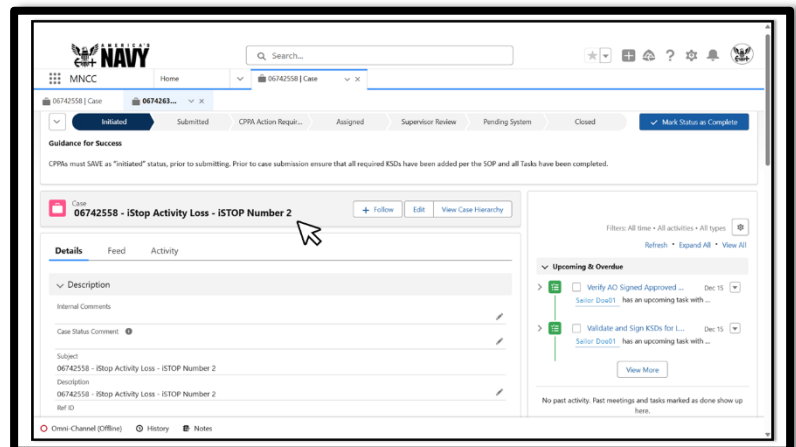 AMERICA'S
NAVY
Search...
MNCC
Home
06742558 | Case
06742558 | Case
0674263...
Initiated
Submitted
CPPA Action Requir...
Assigned
Supervisor Review
Pending System
Closed
Mark Status as Complete
Guidance for Success
CPPAs must SAVE as "initiated" status, prior to submitting. Prior to case submission ensure that all required KSDs have been added per the SOP and all Tasks have been completed.
Case
06742558 - iStop Activity Loss - iSTOP Number 2
+ Follow
Edit
View Case Hierarchy
Details
Feed
Activity
Description
Internal Comments
Case Status Comment
Subject
06742558 - iStop Activity Loss - iSTOP Number 2
Description
06742558 - iStop Activity Loss - iSTOP Number 2
Ref ID
Filters: All time • All activities • All types
Refresh • Expand All • View All
Upcoming & Overdue
Verify AO Signed Approved ...
Dec 15
Sailor Doe01 has an upcoming task with ...
Validate and Sign KSDs for L...
Dec 15
Sailor Doe01 has an upcoming task with ...
View More
No past activity. Past meetings and tasks marked as done show up
here.
Omni-Channel (Offline)
History
Notes